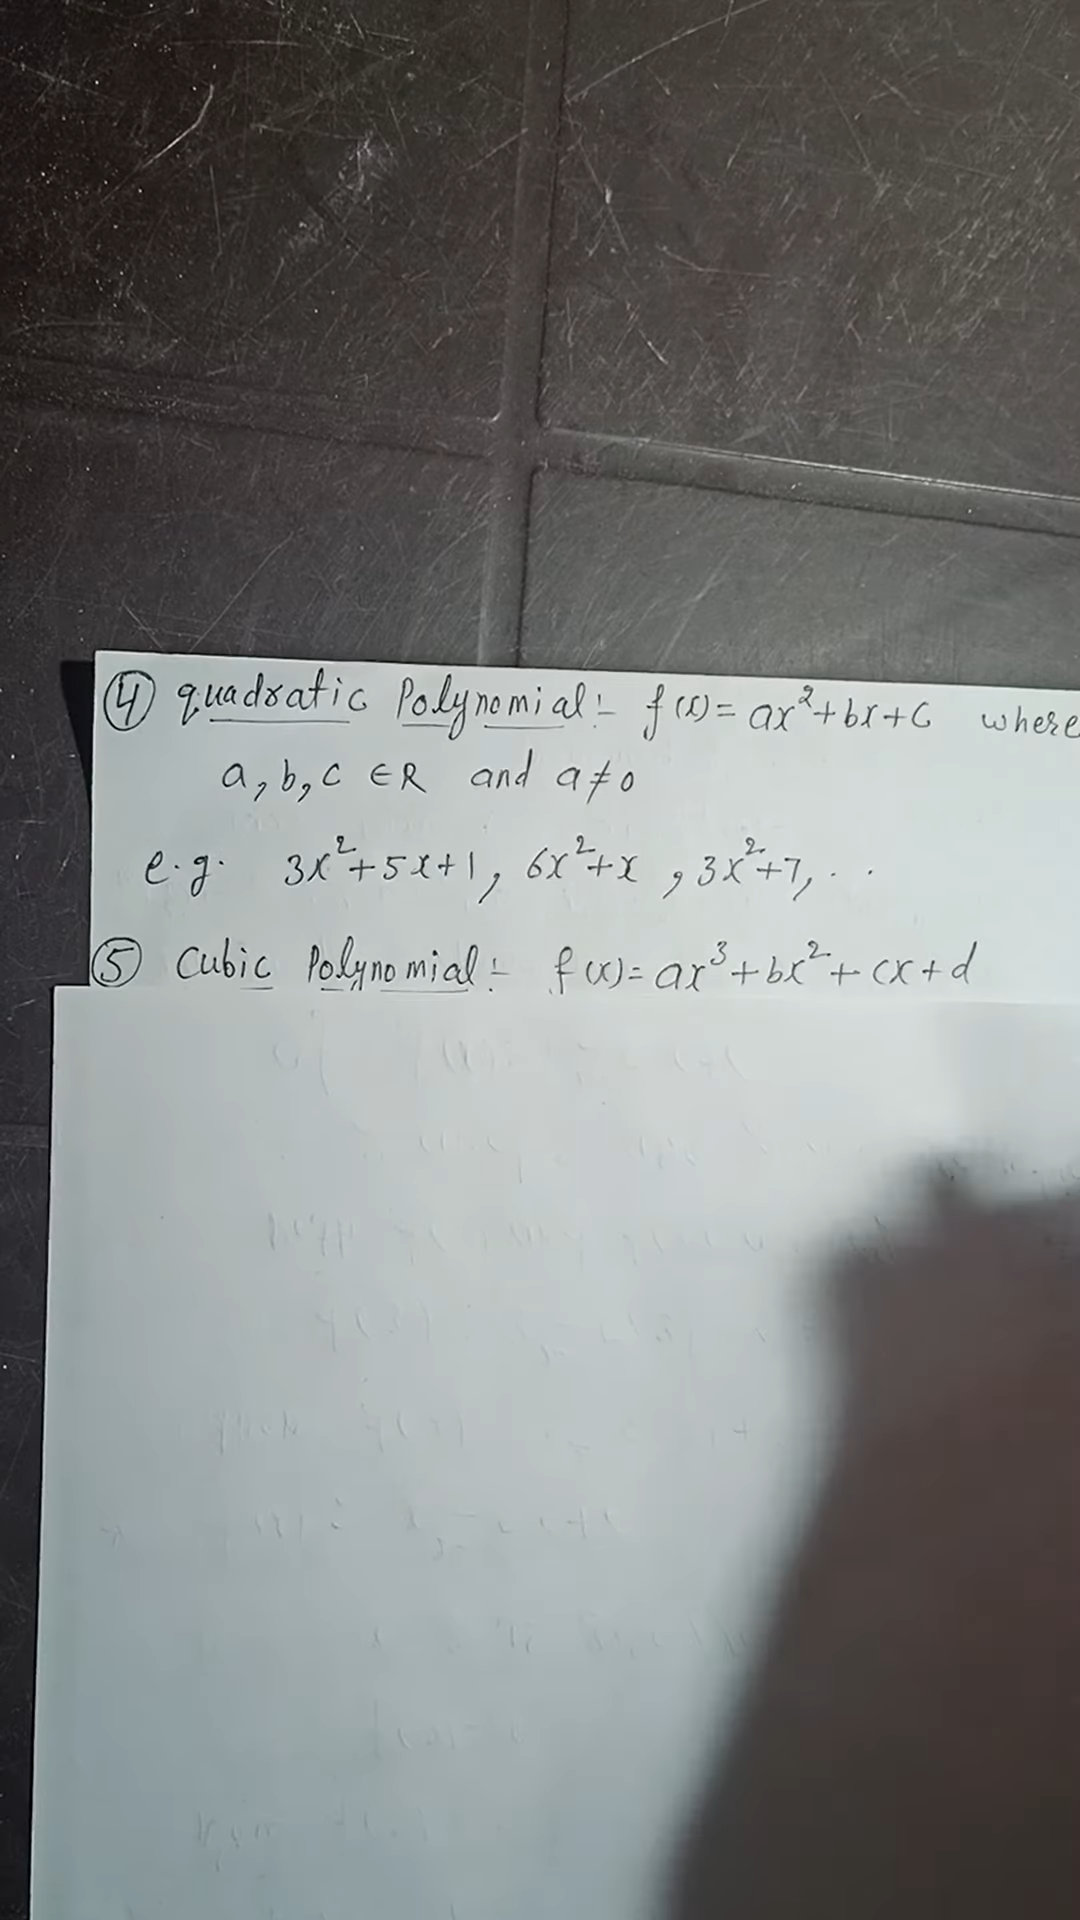 ④ quadratic Polynomial:- f(x) = ax²+bx+c where
a, b, c ∈ R and a ≠ 0
e.g. 3x²+5x+1, 6x²+x, 3x²+7, ..
⑤ Cubic Polynomial:- f(x) = ax³+bx²+cx+d